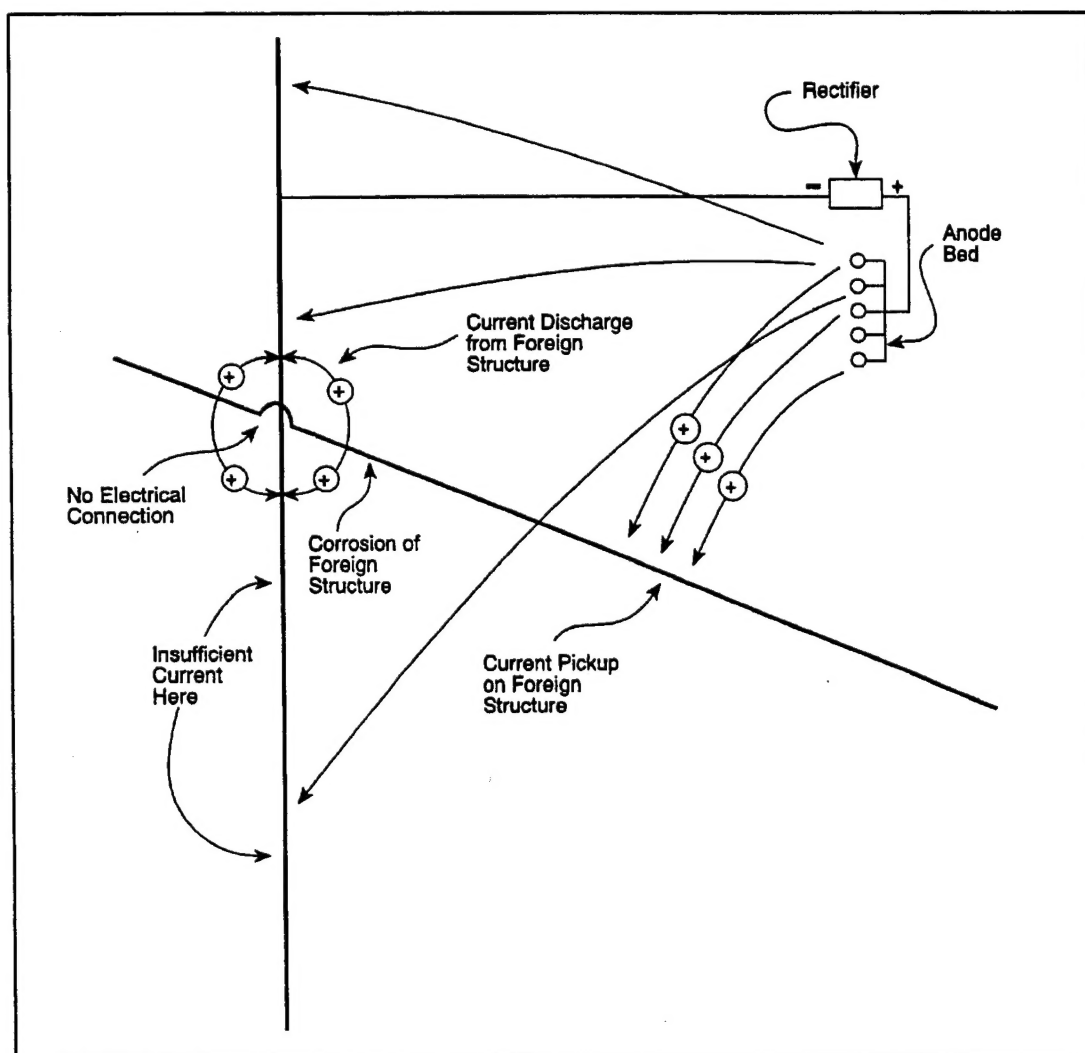 Rectifier
−
+
Anode
Bed
Current Discharge
from Foreign
Structure
+
+
+
+
+
+
+
No Electrical
Connection
Corrosion of
Foreign
Structure
Insufficient
Current
Here
Current Pickup
on Foreign
Structure